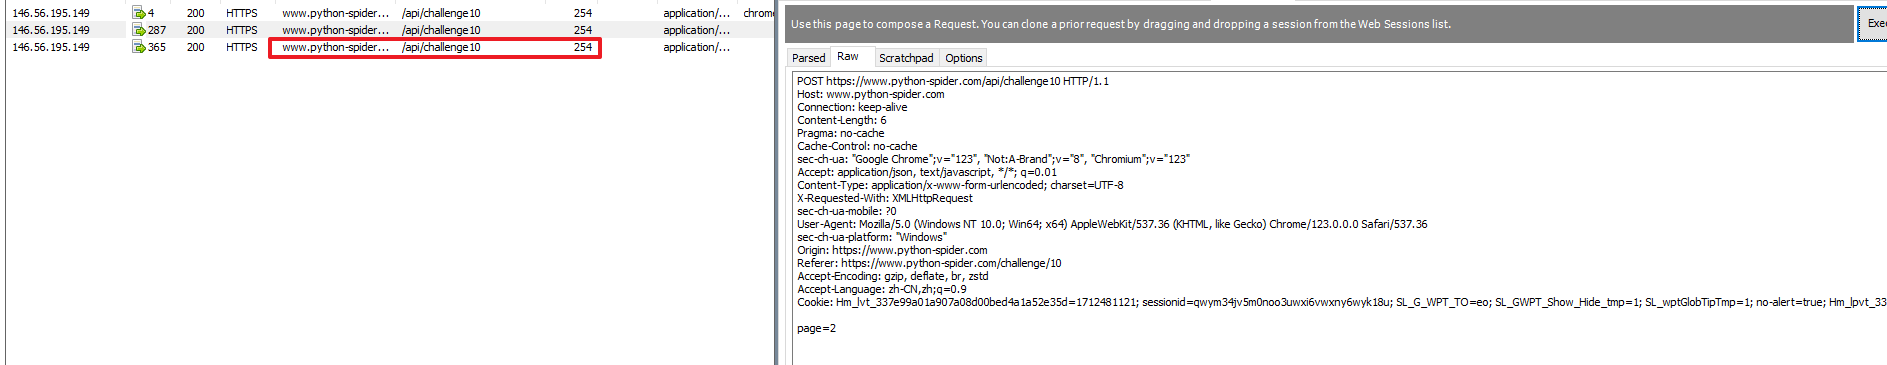 146.56.195.149 4 200 HTTPS www.python-spider... /api/challenge10 254 application/... chrome
146.56.195.149 287 200 HTTPS www.python-spider... /api/challenge10 254 application/...
146.56.195.149 365 200 HTTPS www.python-spider... /api/challenge10 254 application/...
Use this page to compose a Request. You can clone a prior request by dragging and dropping a session from the Web Sessions list.
Exec
Parsed Raw Scratchpad Options
POST https://www.python-spider.com/api/challenge10 HTTP/1.1
Host: www.python-spider.com
Connection: keep-alive
Content-Length: 6
Pragma: no-cache
Cache-Control: no-cache
sec-ch-ua: "Google Chrome";v="123", "Not:A-Brand";v="8", "Chromium";v="123"
Accept: application/json, text/javascript, */*; q=0.01
Content-Type: application/x-www-form-urlencoded; charset=UTF-8
X-Requested-With: XMLHttpRequest
sec-ch-ua-mobile: ?0
User-Agent: Mozilla/5.0 (Windows NT 10.0; Win64; x64) AppleWebKit/537.36 (KHTML, like Gecko) Chrome/123.0.0.0 Safari/537.36
sec-ch-ua-platform: "Windows"
Origin: https://www.python-spider.com
Referer: https://www.python-spider.com/challenge/10
Accept-Encoding: gzip, deflate, br, zstd
Accept-Language: zh-CN,zh;q=0.9
Cookie: Hm_lvt_337e99a01a907a08d00bed4a1a52e35d=1712481121; sessionid=qwym34jv5m0noo3uwxi6vwxny6wyk18u; SL_G_WPT_TO=eo; SL_GWPT_Show_Hide_tmp=1; SL_wptGlobTipTmp=1; no-alert=true; Hm_lpvt_33
page=2